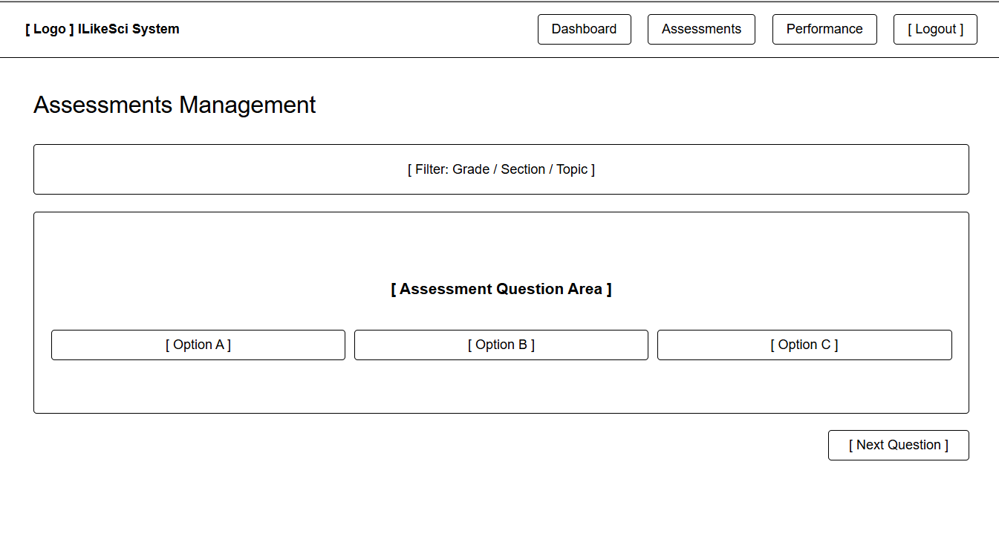 [ Logo ] ILikeSci System
Dashboard
Assessments
Performance
[ Logout ]
Assessments Management
[ Filter: Grade / Section / Topic ]
[ Assessment Question Area ]
[ Option A ]
[ Option B ]
[ Option C ]
[ Next Question ]